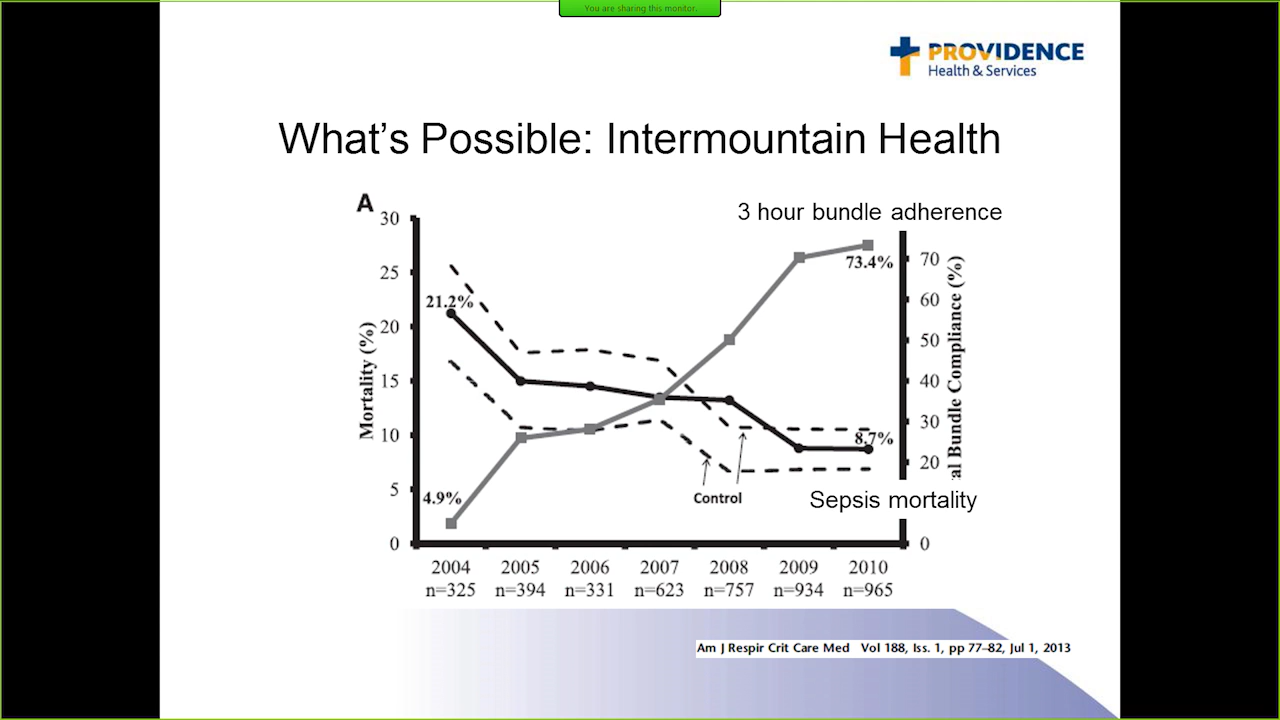 You are sharing this monitor.
PROVIDENCE
Health & Services
What's Possible: Intermountain Health
A
3 hour bundle adherence
30
25
20
15
10
5
0
Mortality (%)
21.2%
4.9%
73.4%
8.7%
Control
Sepsis mortality
70
60
50
40
30
20
0
al Bundle Compliance (%)
2004 2005 2006 2007 2008 2009 2010
n=325 n=394 n=331 n=623 n=757 n=934 n=965
Am J Respir Crit Care Med Vol 188, Iss. 1, pp 77–82, Jul 1, 2013